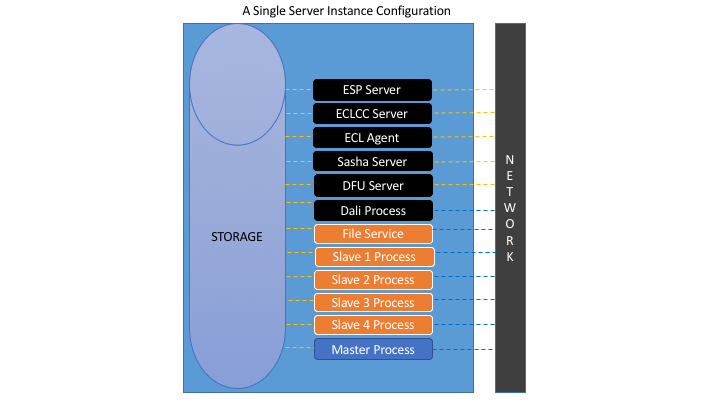 A Single Server Instance Configuration
ESP Server
ECLCC Server
ECL Agent
Sasha Server
DFU Server
Dali Process
File Service
Slave 1 Process
Slave 2 Process
Slave 3 Process
Slave 4 Process
Master Process
STORAGE
N
E
T
W
O
R
K